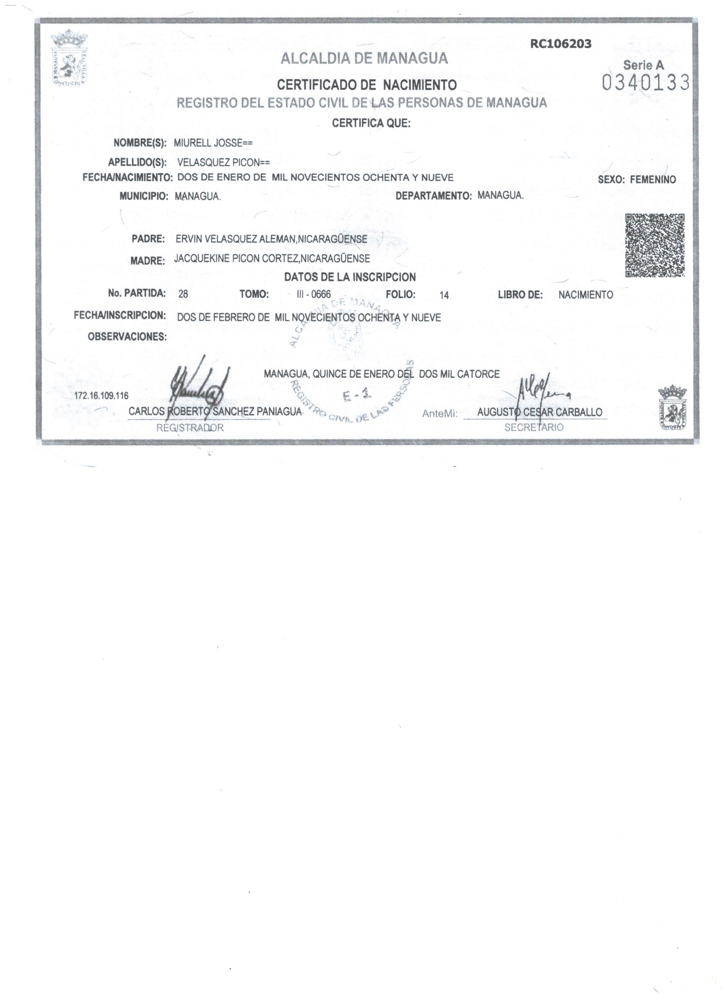 RC106203
ALCALDIA DE MANAGUA
Serie A
0340133
CERTIFICADO DE NACIMIENTO
REGISTRO DEL ESTADO CIVIL DE LAS PERSONAS DE MANAGUA
CERTIFICA QUE:
NOMBRE(S): MIURELL JOSSE==
APELLIDO(S): VELASQUEZ PICON==
FECHA/NACIMIENTO: DOS DE ENERO DE MIL NOVECIENTOS OCHENTA Y NUEVE SEXO: FEMENINO
MUNICIPIO: MANAGUA. DEPARTAMENTO: MANAGUA.
PADRE: ERVIN VELASQUEZ ALEMAN,NICARAGÜENSE
MADRE: JACQUEKINE PICON CORTEZ,NICARAGÜENSE
DATOS DE LA INSCRIPCION
No. PARTIDA: 28 TOMO: III - 0666 FOLIO: 14 LIBRO DE: NACIMIENTO
FECHA/INSCRIPCION: DOS DE FEBRERO DE MIL NOVECIENTOS OCHENTA Y NUEVE
OBSERVACIONES:
ALCALDIA DE MANAGUA
MANAGUA, QUINCE DE ENERO DEL DOS MIL CATORCE
E - 1
REGISTRO CIVIL DE LAS PERSONAS
172.16.109.116
CARLOS ROBERTO SANCHEZ PANIAGUA
REGISTRADOR
AnteMi: AUGUSTO CESAR CARBALLO
SECRETARIO